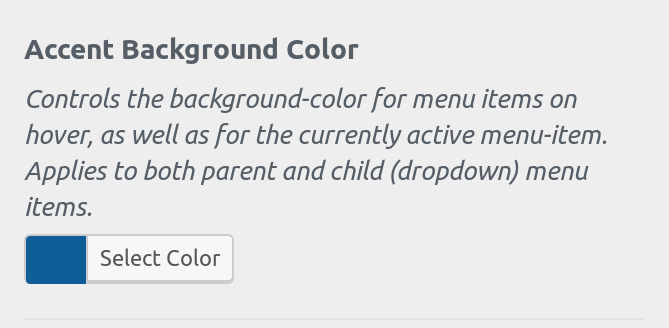 Accent Background Color
Controls the background-color for menu items on
hover, as well as for the currently active menu-item.
Applies to both parent and child (dropdown) menu
items.
Select Color